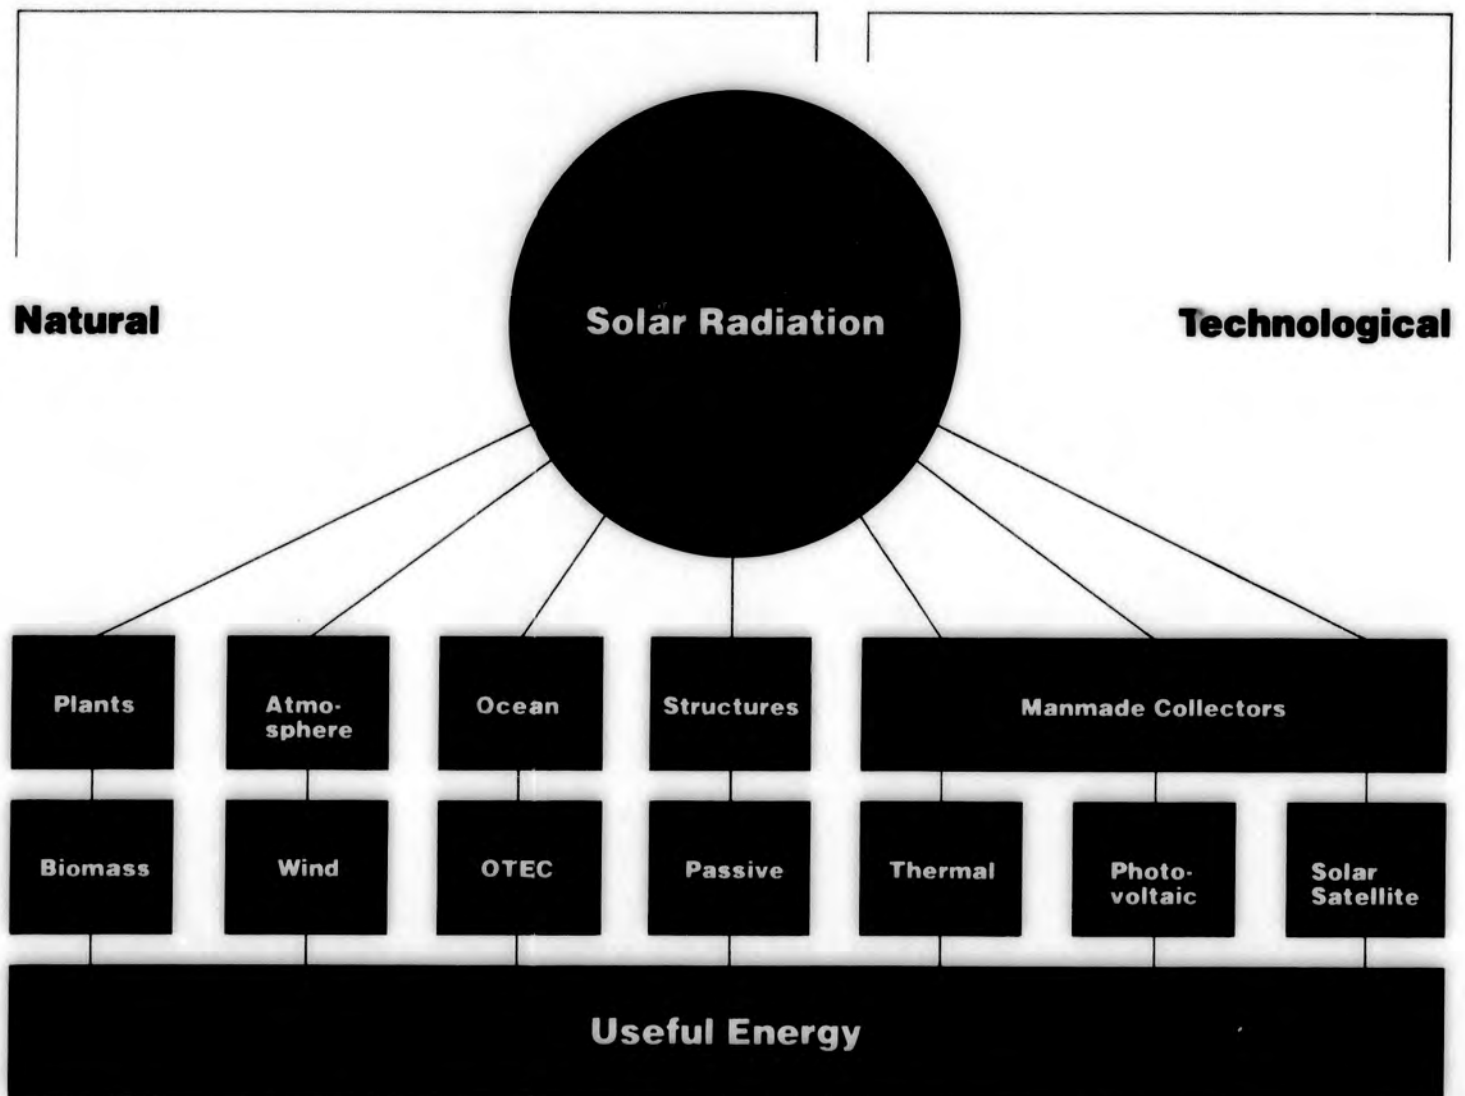 Natural
Solar Radiation
Technological
Plants
Atmo-
sphere
Ocean
Structures
Manmade Collectors
Biomass
Wind
OTEC
Passive
Thermal
Photo-
voltaic
Solar
Satellite
Useful Energy